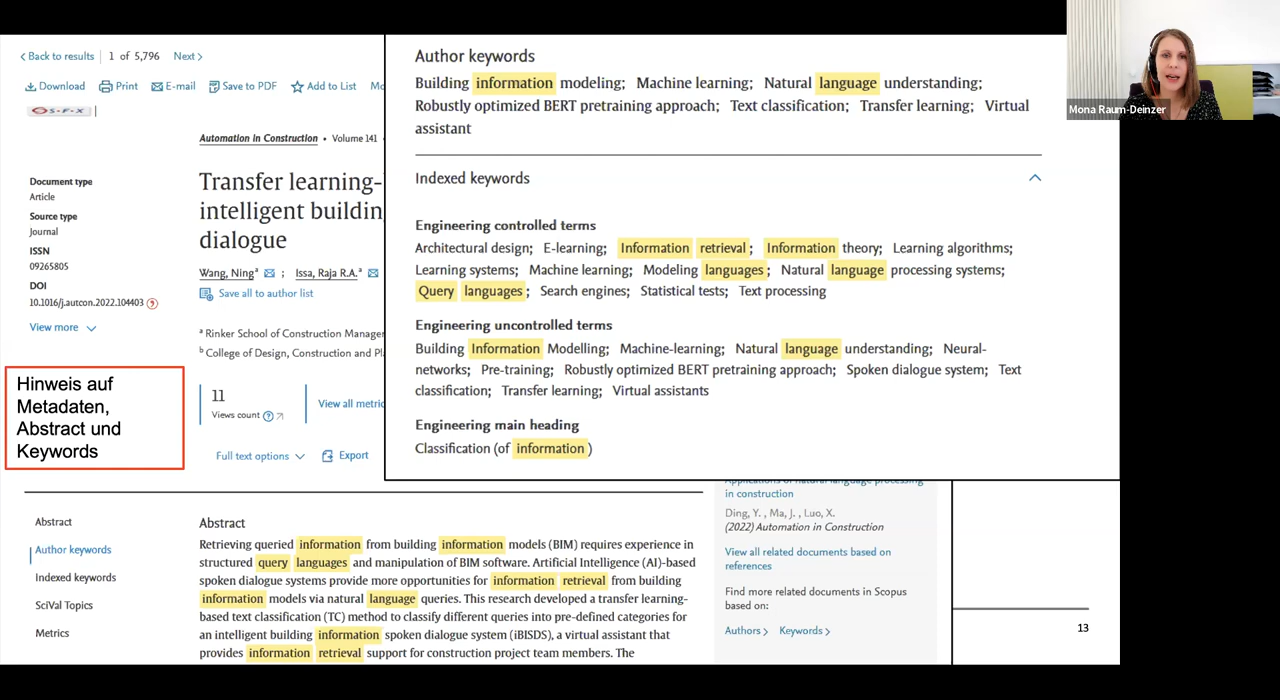 Back to results
1 of 5,796
Next
Download
Print
E-mail
Save to PDF
Add to List
S-F-X
Automation in Construction • Volume 141
Document type
Article
Source type
Journal
ISSN
09265805
DOI
10.1016/j.autcon.2022.104403
View more
Transfer learning-
intelligent buildin
dialogue
Wang, Ningᵃ ; Issa, Raja R.A.ᵃ
Save all to author list
ᵃ Rinker School of Construction Manager
ᵇ College of Design, Construction and Pl
11
Views count
View all metric
Full text options
Export
Hinweis auf
Metadaten,
Abstract und
Keywords
Author keywords
Building information modeling; Machine learning; Natural language understanding;
Robustly optimized BERT pretraining approach; Text classification; Transfer learning; Virtual
assistant
Indexed keywords
Engineering controlled terms
Architectural design; E-learning; Information retrieval; Information theory; Learning algorithms;
Learning systems; Machine learning; Modeling languages; Natural language processing systems;
Query languages; Search engines; Statistical tests; Text processing
Engineering uncontrolled terms
Building Information Modelling; Machine-learning; Natural language understanding; Neural-
networks; Pre-training; Robustly optimized BERT pretraining approach; Spoken dialogue system; Text
classification; Transfer learning; Virtual assistants
Engineering main heading
Classification (of information)
Abstract
Author keywords
Indexed keywords
SciVal Topics
Metrics
Abstract
Retrieving queried information from building information models (BIM) requires experience in
structured query languages and manipulation of BIM software. Artificial Intelligence (AI)-based
spoken dialogue systems provide more opportunities for information retrieval from building
information models via natural language queries. This research developed a transfer learning-
based text classification (TC) method to classify different queries into pre-defined categories for
an intelligent building information spoken dialogue system (iBISDS), a virtual assistant that
provides information retrieval support for construction project team members. The
Applications of natural language processing
in construction
Ding, Y. , Ma, J. , Luo, X.
(2022) Automation in Construction
View all related documents based on
references
Find more related documents in Scopus
based on:
Authors
Keywords
13
Mona Raum-Deinzer